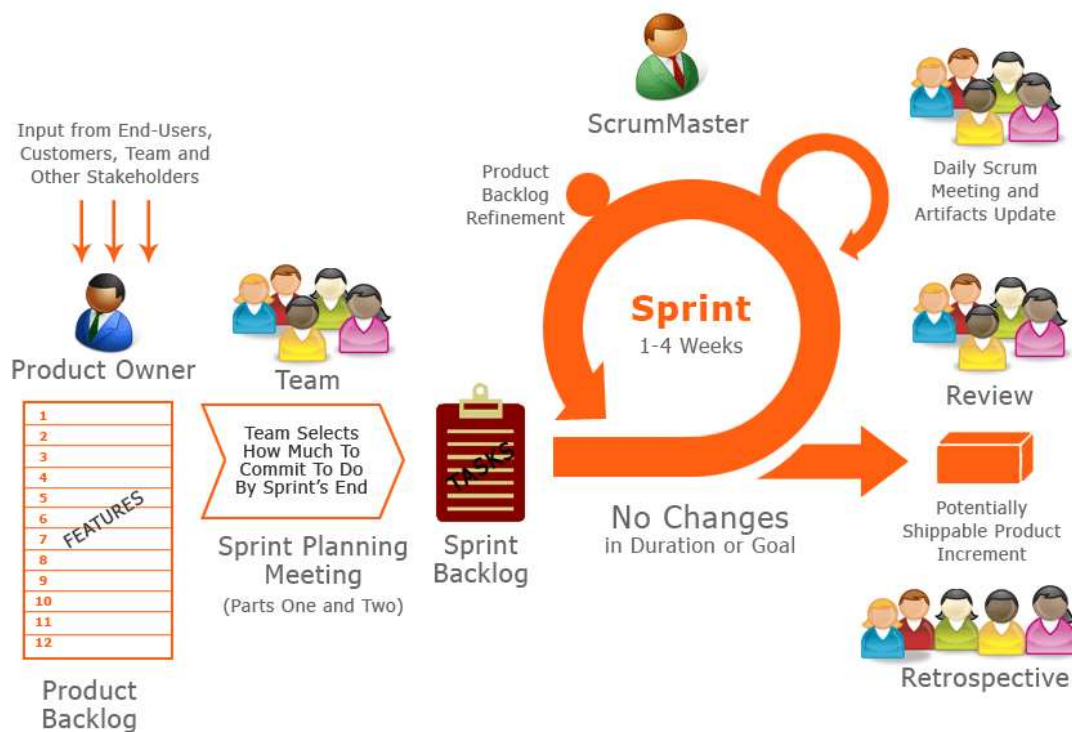 Input from End-Users,
Customers, Team and
Other Stakeholders
Product Owner
1
2
3
4
5
6
7
8
9
10
11
12
FEATURES
Product
Backlog
Team
Team Selects
How Much To
Commit To Do
By Sprint's End
Sprint Planning
Meeting
(Parts One and Two)
TASKS
Sprint
Backlog
ScrumMaster
Product
Backlog
Refinement
Sprint
1-4 Weeks
No Changes
in Duration or Goal
Daily Scrum
Meeting and
Artifacts Update
Review
Potentially
Shippable Product
Increment
Retrospective